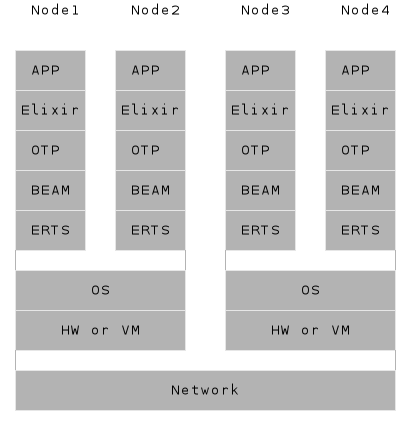 Node1 Node2 Node3 Node4
APP APP APP APP
Elixir Elixir Elixir Elixir
OTP OTP OTP OTP
BEAM BEAM BEAM BEAM
ERTS ERTS ERTS ERTS
OS OS
HW or VM HW or VM
Network